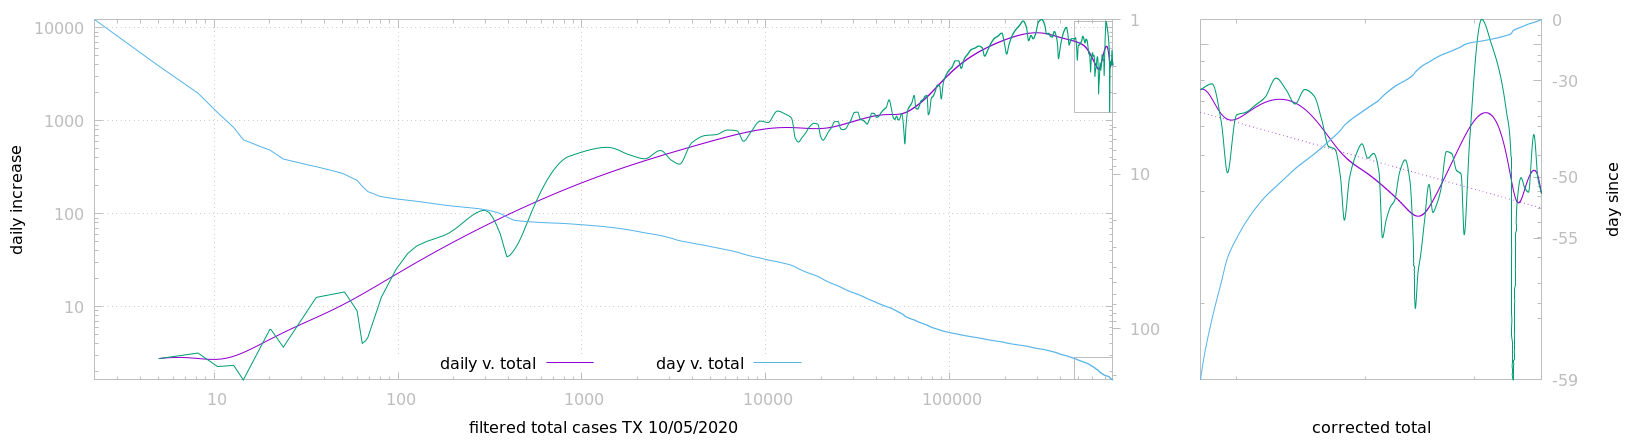 10000
1000
100
10
daily increase
10
100
1000
10000
100000
filtered total cases TX 10/05/2020
daily v. total
day v. total
1
10
100
corrected total
0
-30
-50
-55
-59
day since